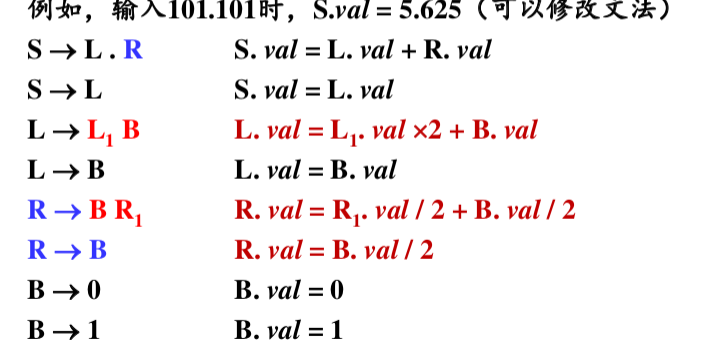 例如，输入101.101时，S.val = 5.625（可以修改文法）
S → L . R S. val = L. val + R. val
S → L S. val = L. val
L → L₁ B L. val = L₁. val ×2 + B. val
L → B L. val = B. val
R → B R₁ R. val = R₁. val / 2 + B. val / 2
R → B R. val = B. val / 2
B → 0 B. val = 0
B → 1 B. val = 1